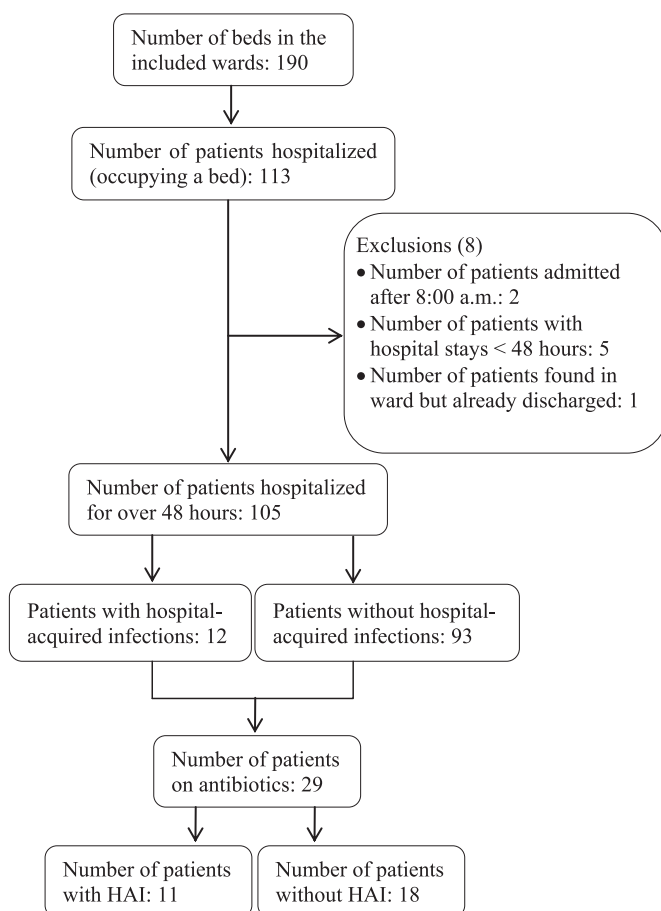 Number of beds in the
included wards: 190
Number of patients hospitalized
(occupying a bed): 113
Exclusions (8)
• Number of patients admitted
after 8:00 a.m.: 2
• Number of patients with
hospital stays < 48 hours: 5
• Number of patients found in
ward but already discharged: 1
Number of patients hospitalized
for over 48 hours: 105
Patients with hospital-
acquired infections: 12
Patients without hospital-
acquired infections: 93
Number of patients
on antibiotics: 29
Number of patients
with HAI: 11
Number of patients
without HAI: 18